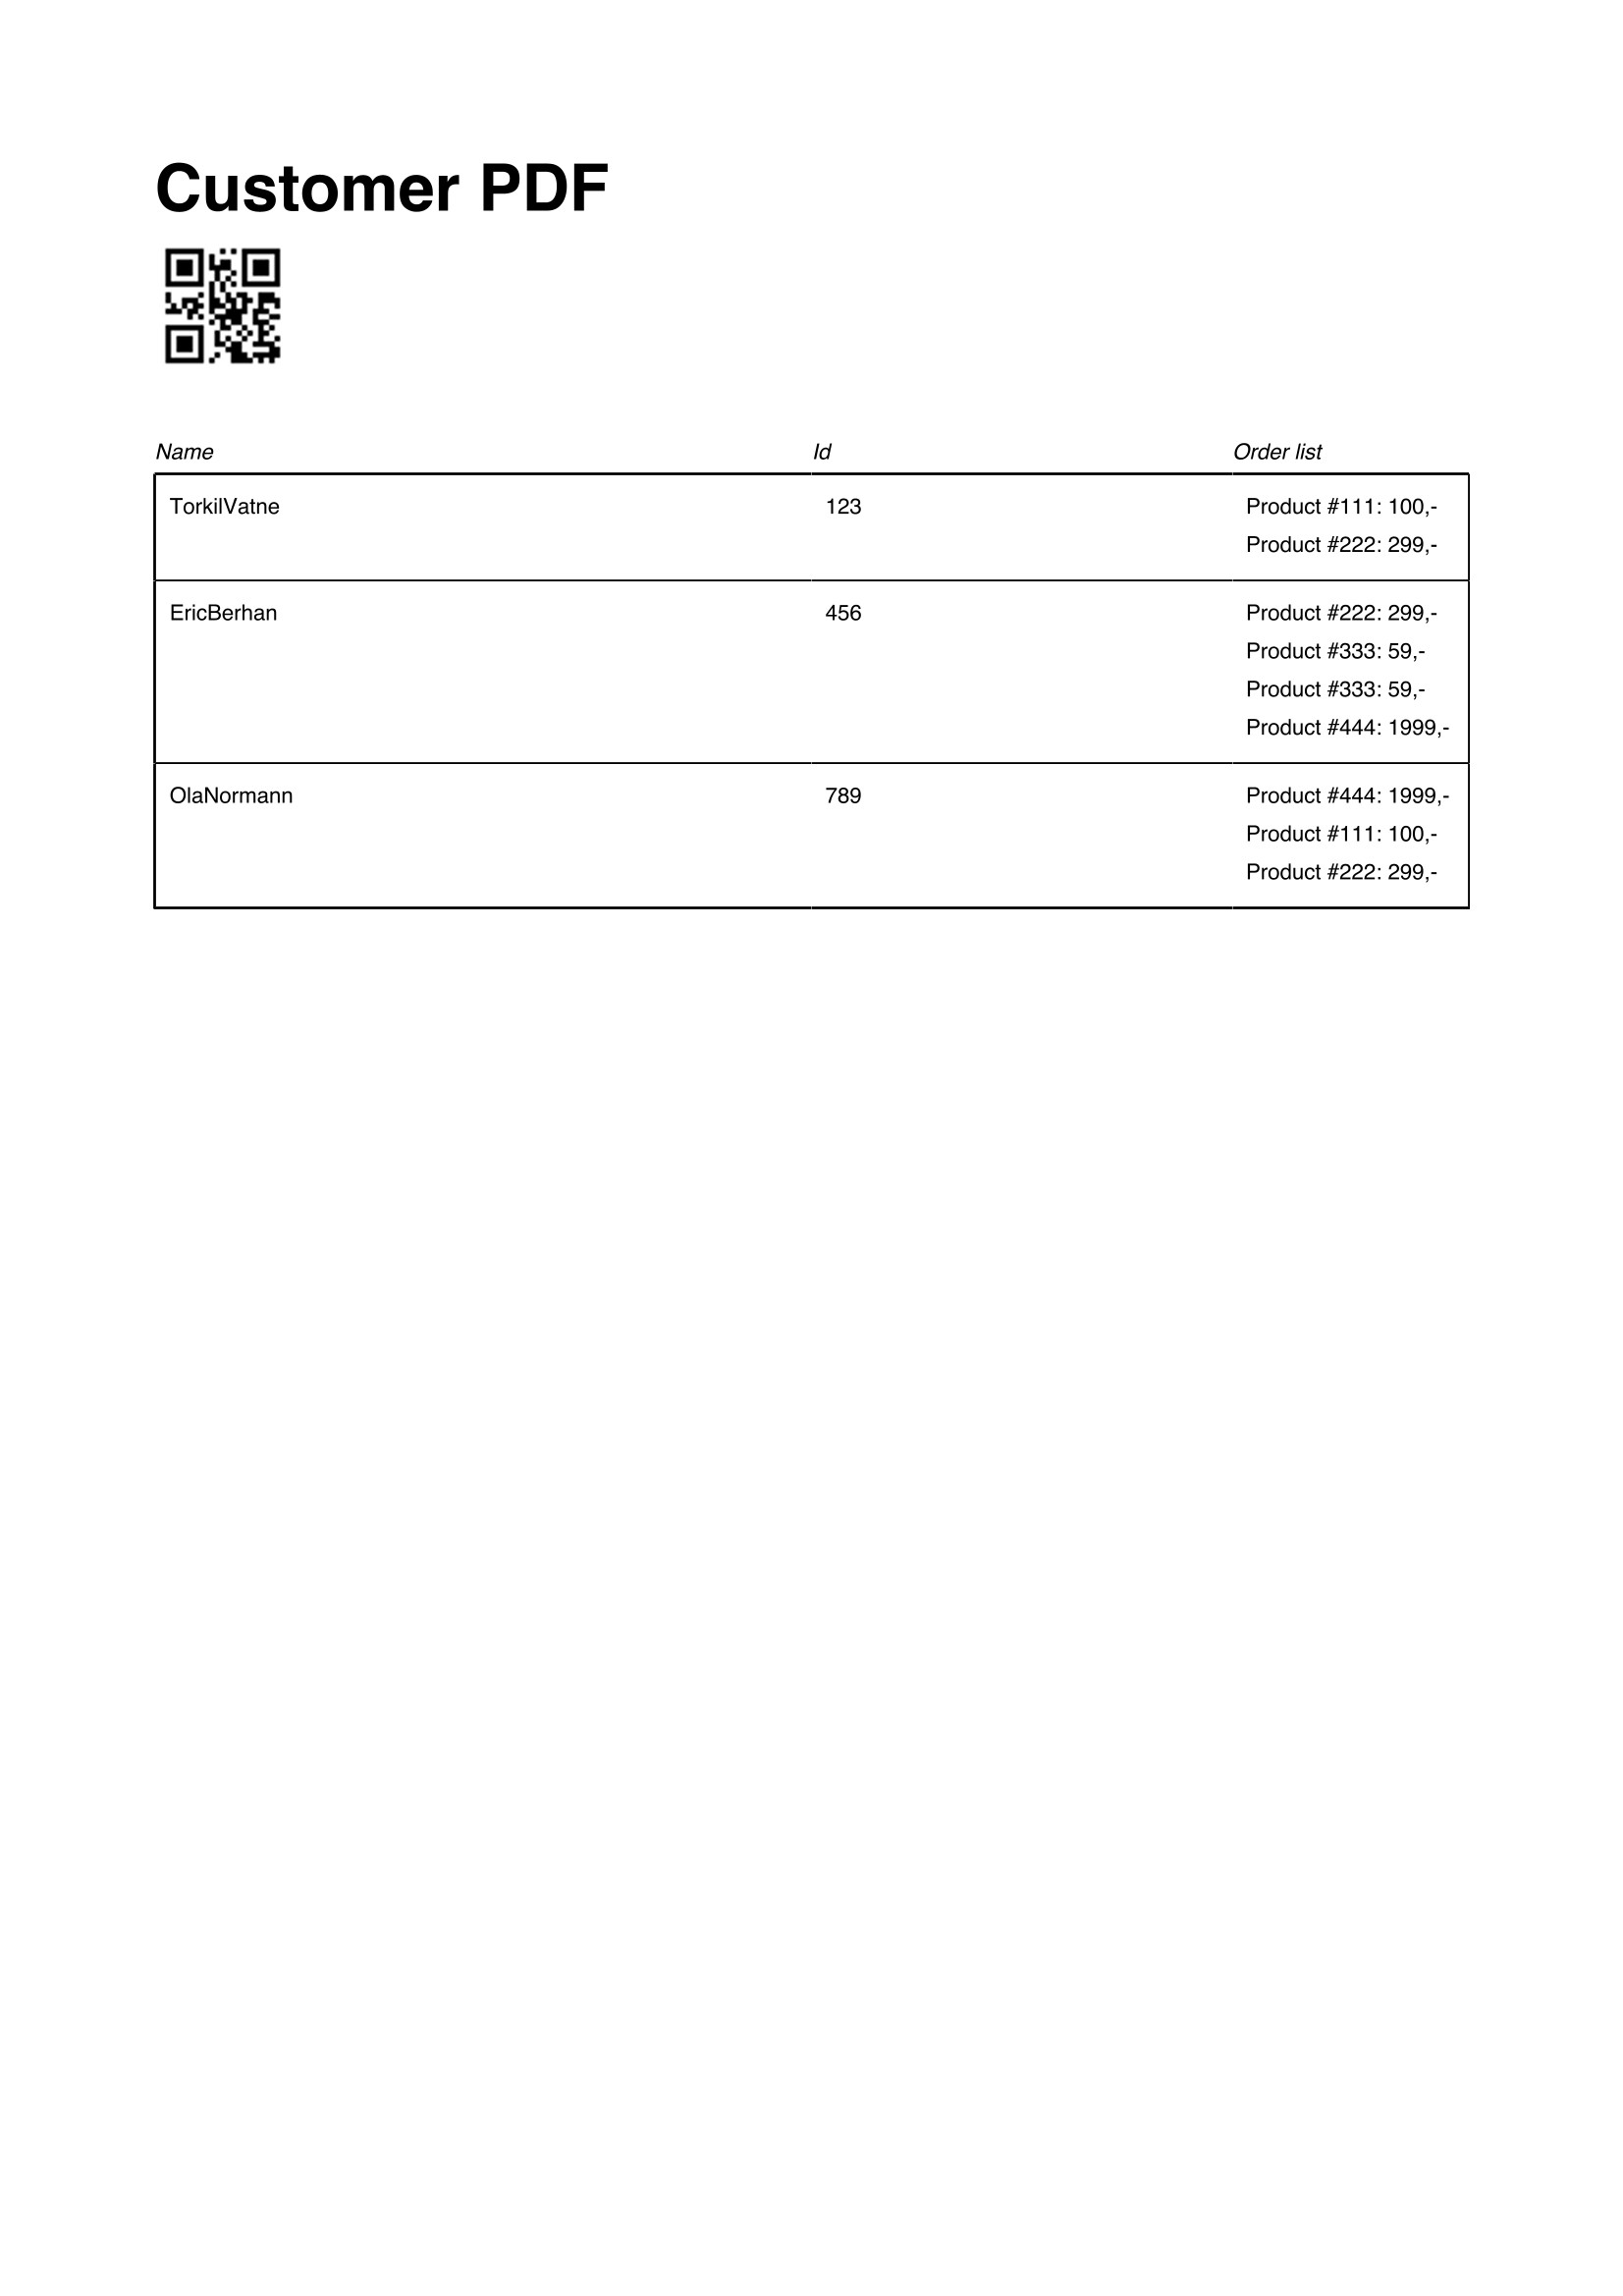 Customer PDF
Name Id Order list
TorkilVatne 123 Product #111: 100,-
Product #222: 299,-
EricBerhan 456 Product #222: 299,-
Product #333: 59,-
Product #333: 59,-
Product #444: 1999,-
OlaNormann 789 Product #444: 1999,-
Product #111: 100,-
Product #222: 299,-